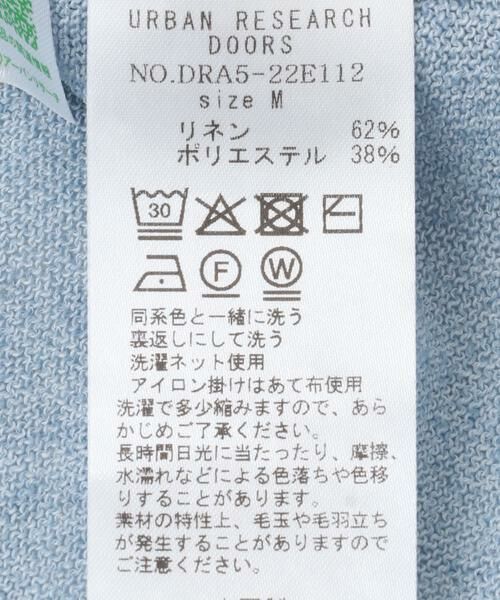 URBAN RESEARCH
DOORS
NO.DRA5-22E112
size M
リネン 62%
ポリエステル 38%
30
F W
同系色と一緒に洗う
裏返しにして洗う
洗濯ネット使用
アイロン掛けはあて布使用
洗濯で多少縮みますので、あら
かじめご了承ください。
長時間日光に当たったり、摩擦、
水濡れなどによる色落ちや色移
りすることがあります。
素材の特性上、毛玉や毛羽立ち
が発生することがありますので
ご注意ください。